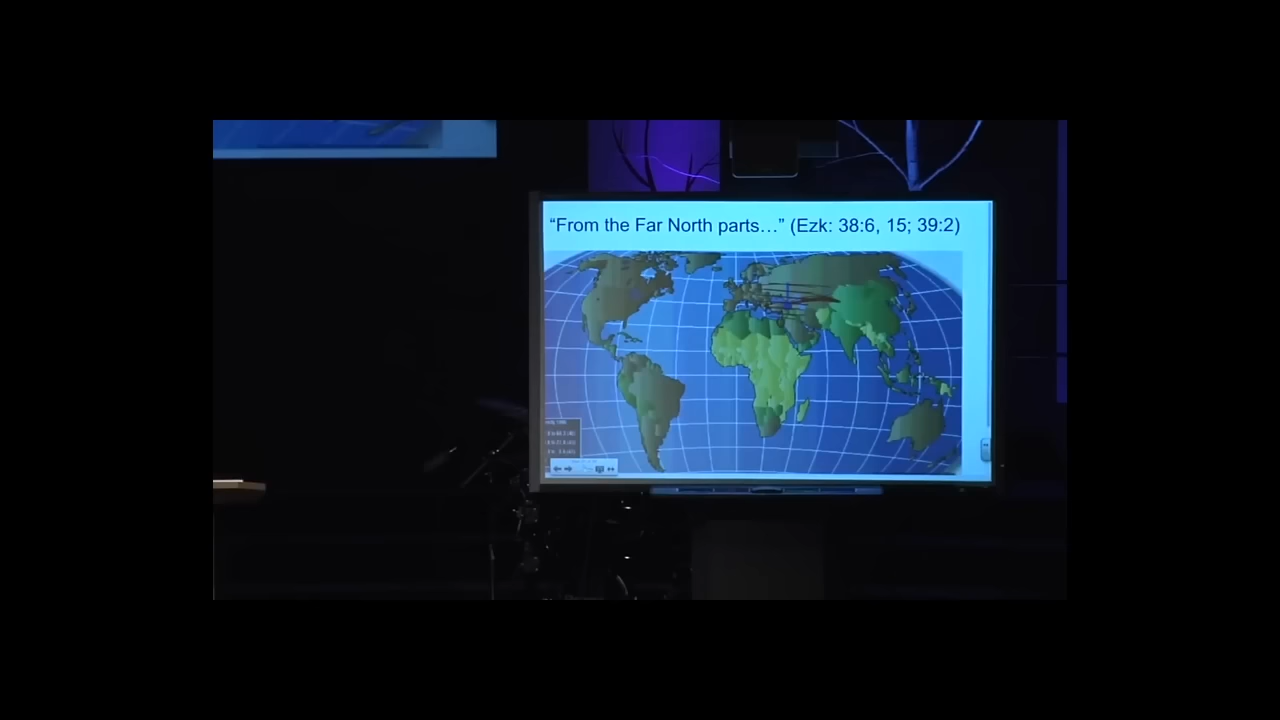 “From the Far North parts…” (Ezk: 38:6, 15; 39:2)